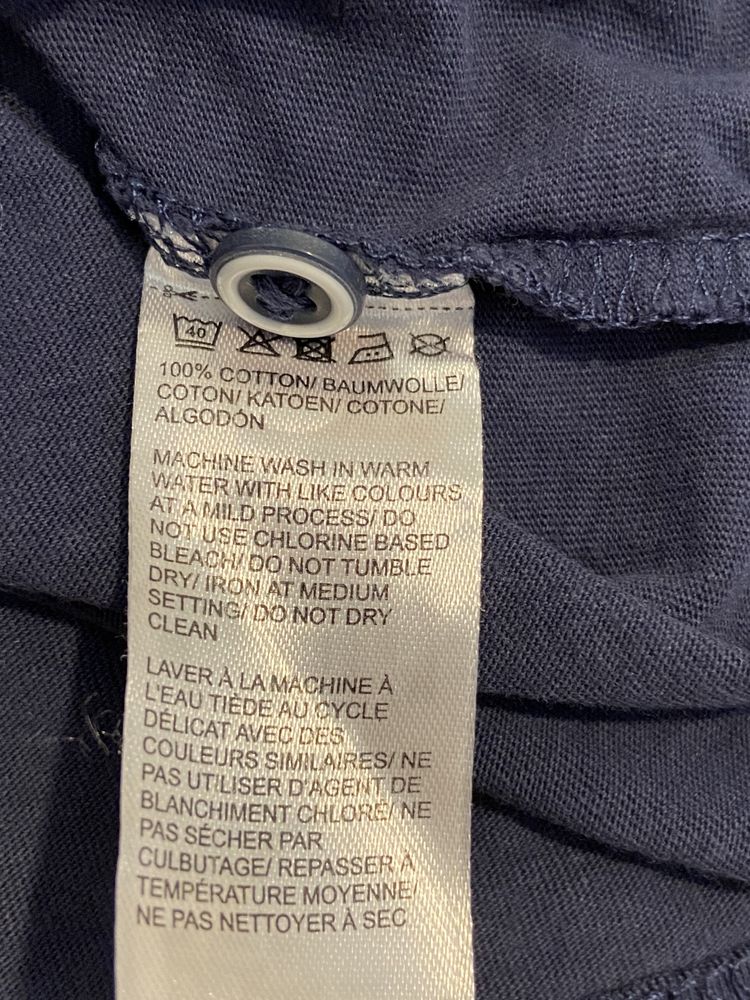 40
100% COTTON/ BAUMWOLLE/
COTON/ KATOEN/ COTONE/
ALGODÓN
MACHINE WASH IN WARM
WATER WITH LIKE COLOURS
AT A MILD PROCESS/ DO
NOT USE CHLORINE BASED
BLEACH/ DO NOT TUMBLE
DRY/ IRON AT MEDIUM
SETTING/ DO NOT DRY
CLEAN
LAVER À LA MACHINE À
L'EAU TIÈDE AU CYCLE
DÉLICAT AVEC DES
COULEURS SIMILAIRES/ NE
PAS UTILISER D'AGENT DE
BLANCHIMENT CHLORÉ/ NE
PAS SÉCHER PAR
CULBUTAGE/ REPASSER À
TEMPÉRATURE MOYENNE/
NE PAS NETTOYER À SEC